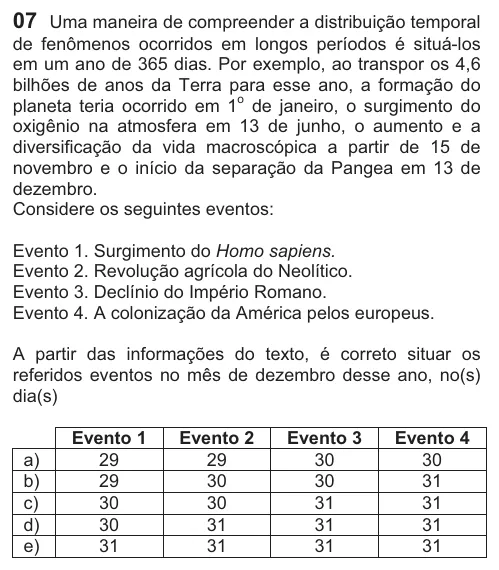 07 Uma maneira de compreender a distribuição temporal
de fenômenos ocorridos em longos períodos é situá-los
em um ano de 365 dias. Por exemplo, ao transpor os 4,6
bilhões de anos da Terra para esse ano, a formação do
planeta teria ocorrido em 1º de janeiro, o surgimento do
oxigênio na atmosfera em 13 de junho, o aumento e a
diversificação da vida macroscópica a partir de 15 de
novembro e o início da separação da Pangea em 13 de
dezembro.
Considere os seguintes eventos:
Evento 1. Surgimento do Homo sapiens.
Evento 2. Revolução agrícola do Neolítico.
Evento 3. Declínio do Império Romano.
Evento 4. A colonização da América pelos europeus.
A partir das informações do texto, é correto situar os
referidos eventos no mês de dezembro desse ano, no(s)
dia(s)
Evento 1 Evento 2 Evento 3 Evento 4
a) 29 29 30 30
b) 29 30 30 31
c) 30 30 31 31
d) 30 31 31 31
e) 31 31 31 31